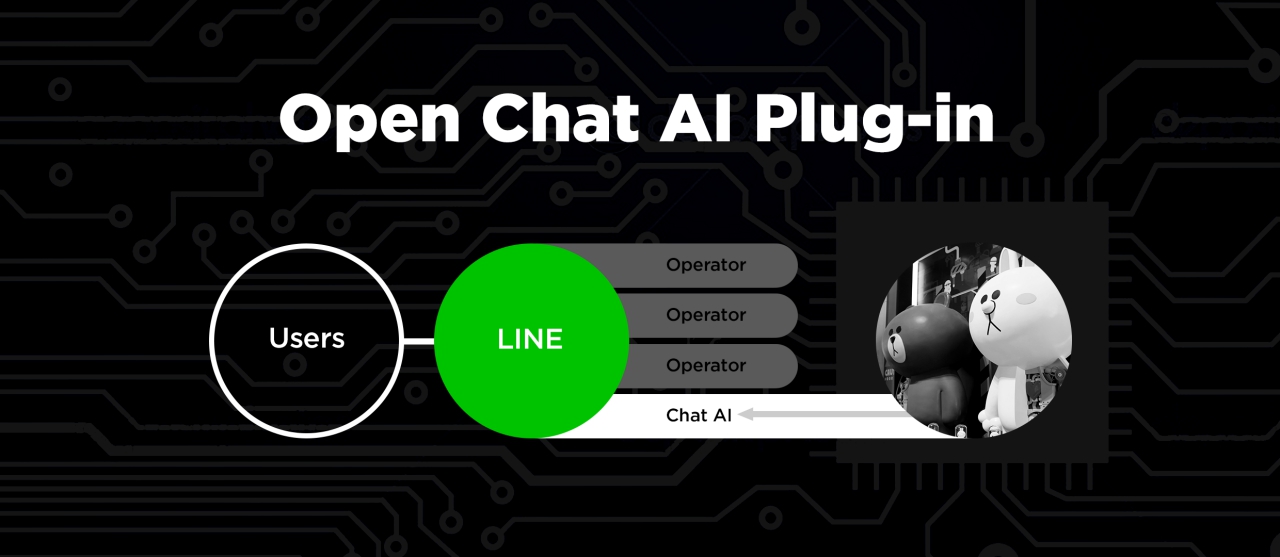 Open Chat AI Plug-in
Users
LINE
Operator
Operator
Operator
Chat AI